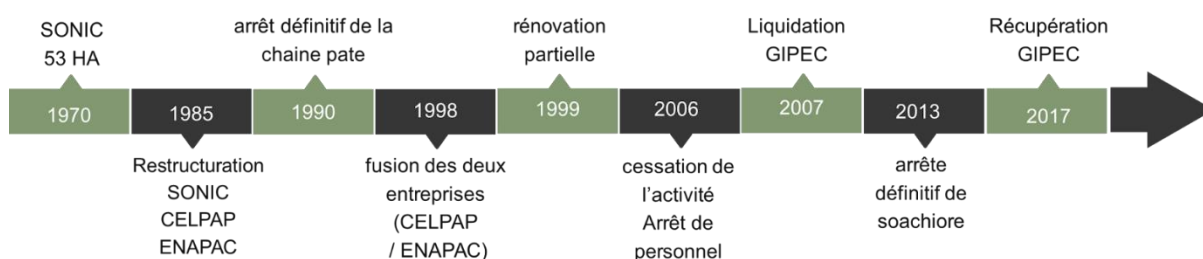 SONIC
53 HA
arrêt définitif de la
chaine pate
rénovation
partielle
Liquidation
GIPEC
Récupération
GIPEC
1970
1985
1990
1998
1999
2006
2007
2013
2017
Restructuration
SONIC
CELPAP
ENAPAC
fusion des deux
entreprises
(CELPAP
/ ENAPAC)
cessation de
l’activité
Arrêt de
personnel
arrête
définitif de
soachiore